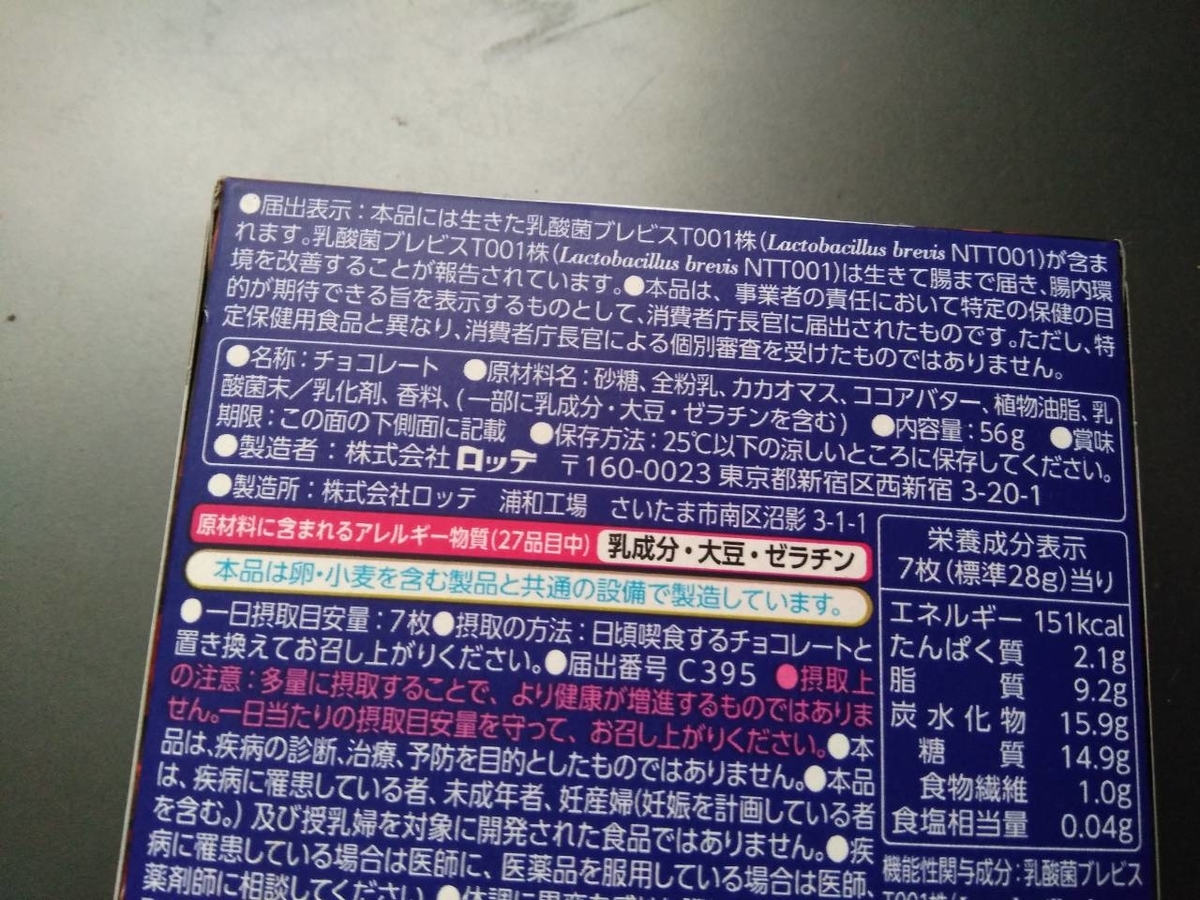 ●届出表示：本品には生きた乳酸菌ブレビスT001株(Lactobacillus brevis NTT001)が含ま
れます。乳酸菌ブレビスT001株(Lactobacillus brevis NTT001)は生きて腸まで届き、腸内環
境を改善することが報告されています。●本品は、事業者の責任において特定の保健の目
的が期待できる旨を表示するものとして、消費者庁長官に届出されたものです。ただし、特
定保健用食品と異なり、消費者庁長官による個別審査を受けたものではありません。
●名称：チョコレート ●原材料名：砂糖、全粉乳、カカオマス、ココアバター、植物油脂、乳
酸菌末／乳化剤、香料、(一部に乳成分・大豆・ゼラチンを含む) ●内容量：56g ●賞味
期限：この面の下側面に記載 ●保存方法：25℃以下の涼しいところに保存してください。
●製造者：株式会社ロッテ 〒160-0023 東京都新宿区西新宿 3-20-1
●製造所：株式会社ロッテ 浦和工場 さいたま市南区沼影 3-1-1
原材料に含まれるアレルギー物質(27品目中) 乳成分・大豆・ゼラチン
本品は卵・小麦を含む製品と共通の設備で製造しています。
●一日摂取目安量：7枚●摂取の方法：日頃喫食するチョコレートと
置き換えてお召し上がりください。●届出番号 C395 ●摂取上
の注意：多量に摂取することで、より健康が増進するものではありま
せん。一日当たりの摂取目安量を守って、お召し上がりください。●本
品は、疾病の診断、治療、予防を目的としたものではありません。●本品
は、疾病に罹患している者、未成年者、妊産婦(妊娠を計画している者
を含む。)及び授乳婦を対象に開発された食品ではありません。●疾
病に罹患している場合は医師に、医薬品を服用している場合は医師、
薬剤師に相談してください。●体調に異変を感じ
栄養成分表示
7枚(標準28g)当り
エネルギー 151kcal
たんぱく質 2.1g
脂質 9.2g
炭水化物 15.9g
糖質 14.9g
食物繊維 1.0g
食塩相当量 0.04g
機能性関与成分：乳酸菌ブレビス
T001株(